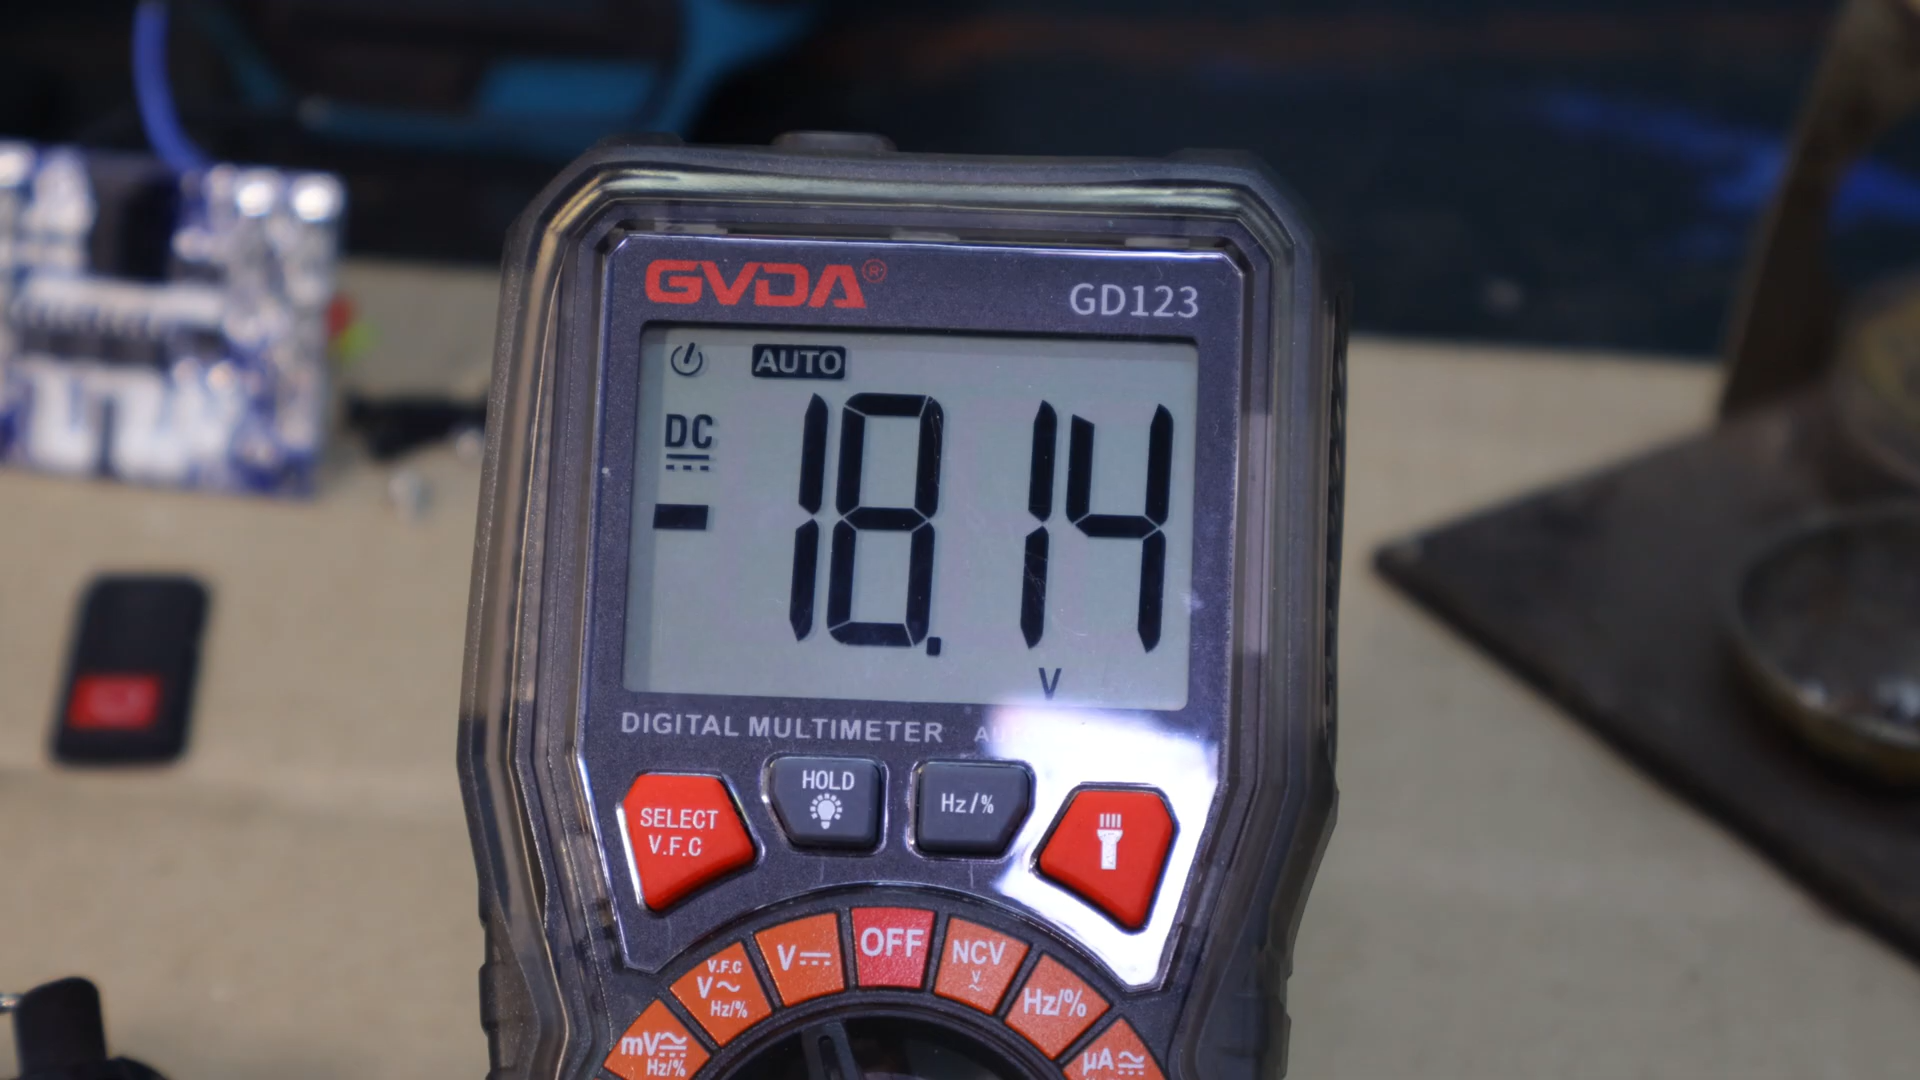 GVDA®
GD123
AUTO
DC
-18.14
V
DIGITAL MULTIMETER
SELECT
V.F.C
HOLD
Hz/%
V.F.C
V~
Hz/%
V
OFF
NCV
V
~
Hz/%
mV
Hz/%
µA